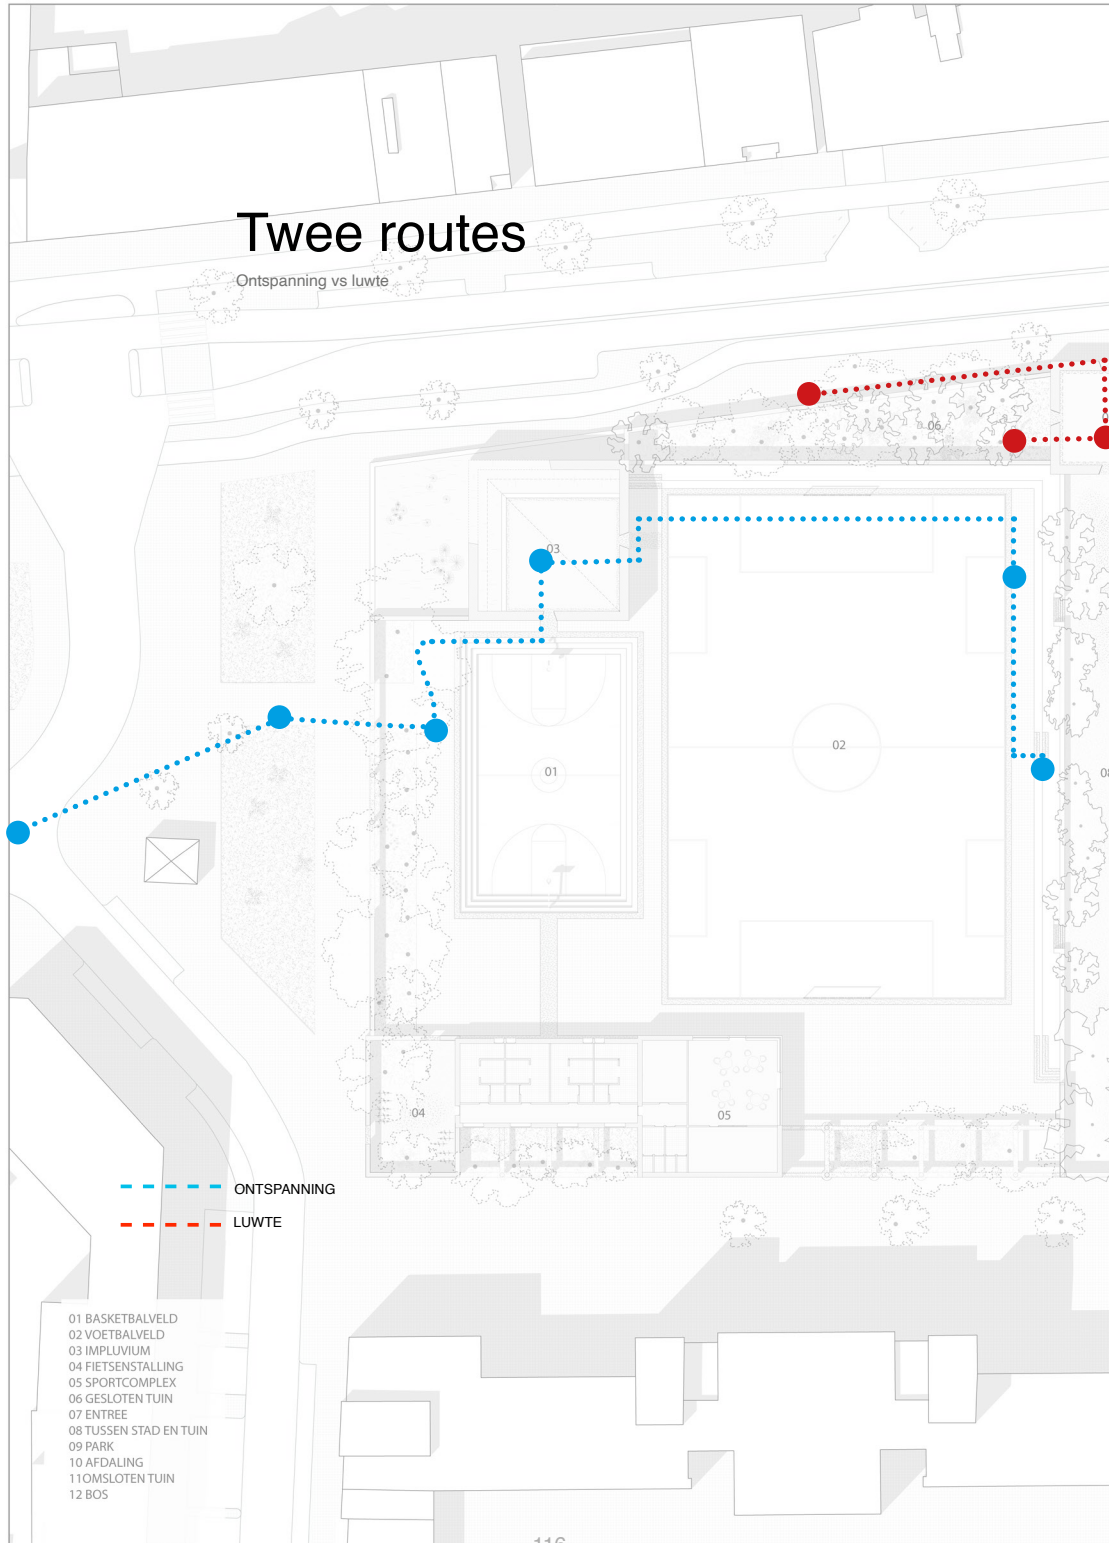 Twee routes
Ontspanning vs luwte
06
03
02
01
08
04
05
ONTSPANNING
LUWTE
01 BASKETBALVELD
02 VOETBALVELD
03 IMPLUVIUM
04 FIETSENSTALLING
05 SPORTCOMPLEX
06 GESLOTEN TUIN
07 ENTREE
08 TUSSEN STAD EN TUIN
09 PARK
10 AFDALING
11OMSLOTEN TUIN
12 BOS
116